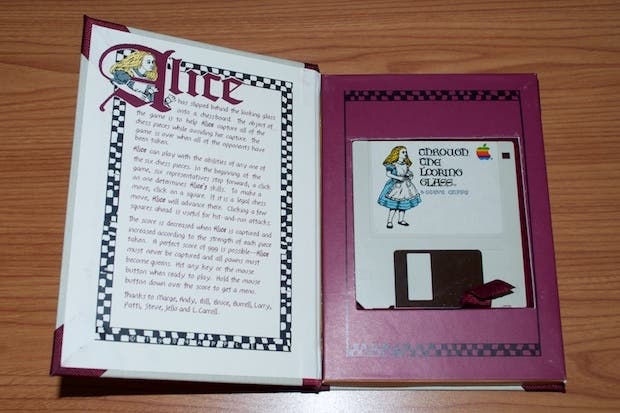 Alice
has slipped behind the looking glass
onto a chessboard. The object of
the game is to help Alice capture all of the
chess pieces while avoiding her capture. The
game is over when all of the opponents have
been taken.
Alice can play with the abilities of any one of
the six chess pieces. In the beginning of the
game, six representatives step forward; a click
on one determines Alice's skills. To make a
move, click on a square. If it is a legal chess
move, Alice will advance there. Clicking a few
squares ahead is useful for hit-and-run attacks.
The score is decreased when Alice is captured and
increased according to the strength of each piece
taken. A perfect score of 999 is possible—Alice
must never be captured and all pawns must
become queens. Hit any key or the mouse
button when ready to play. Hold the mouse
button down over the score to get a menu.
Thanks to Marge, Andy, Bill, Bruce, Burrell, Larry,
Patti, Steve, Jello and L. Carroll.
THROUGH
THE
LOOKING
GLASS